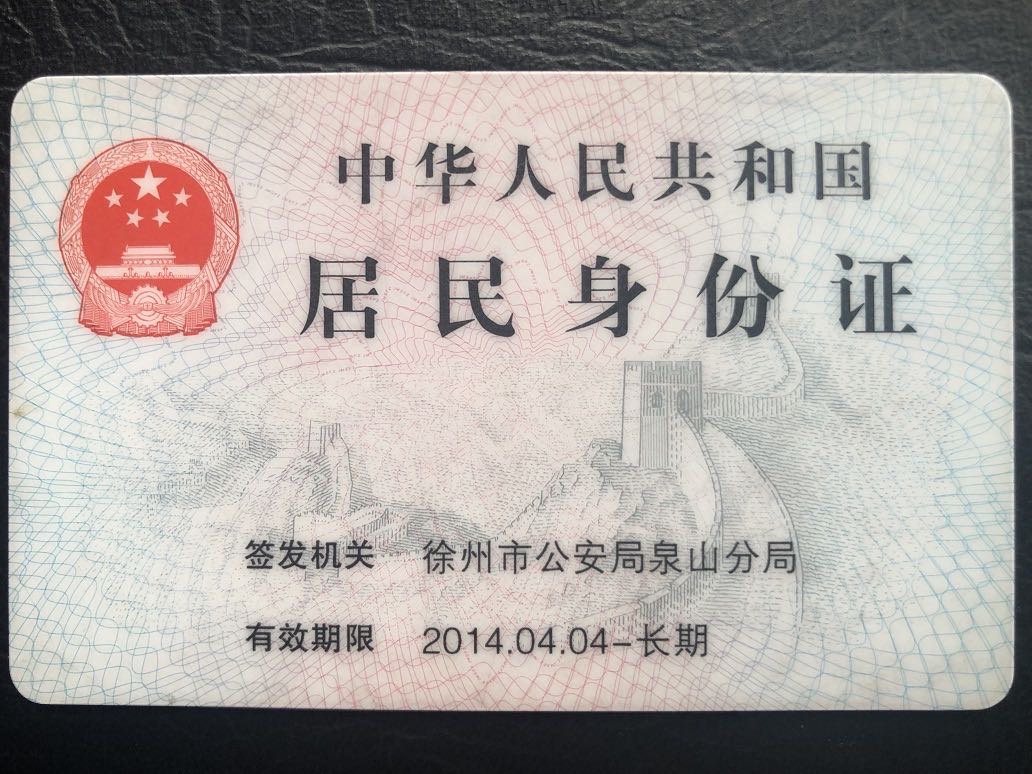 中华人民共和国
居民身份证
签发机关 徐州市公安局泉山分局
有效期限 2014.04.04-长期